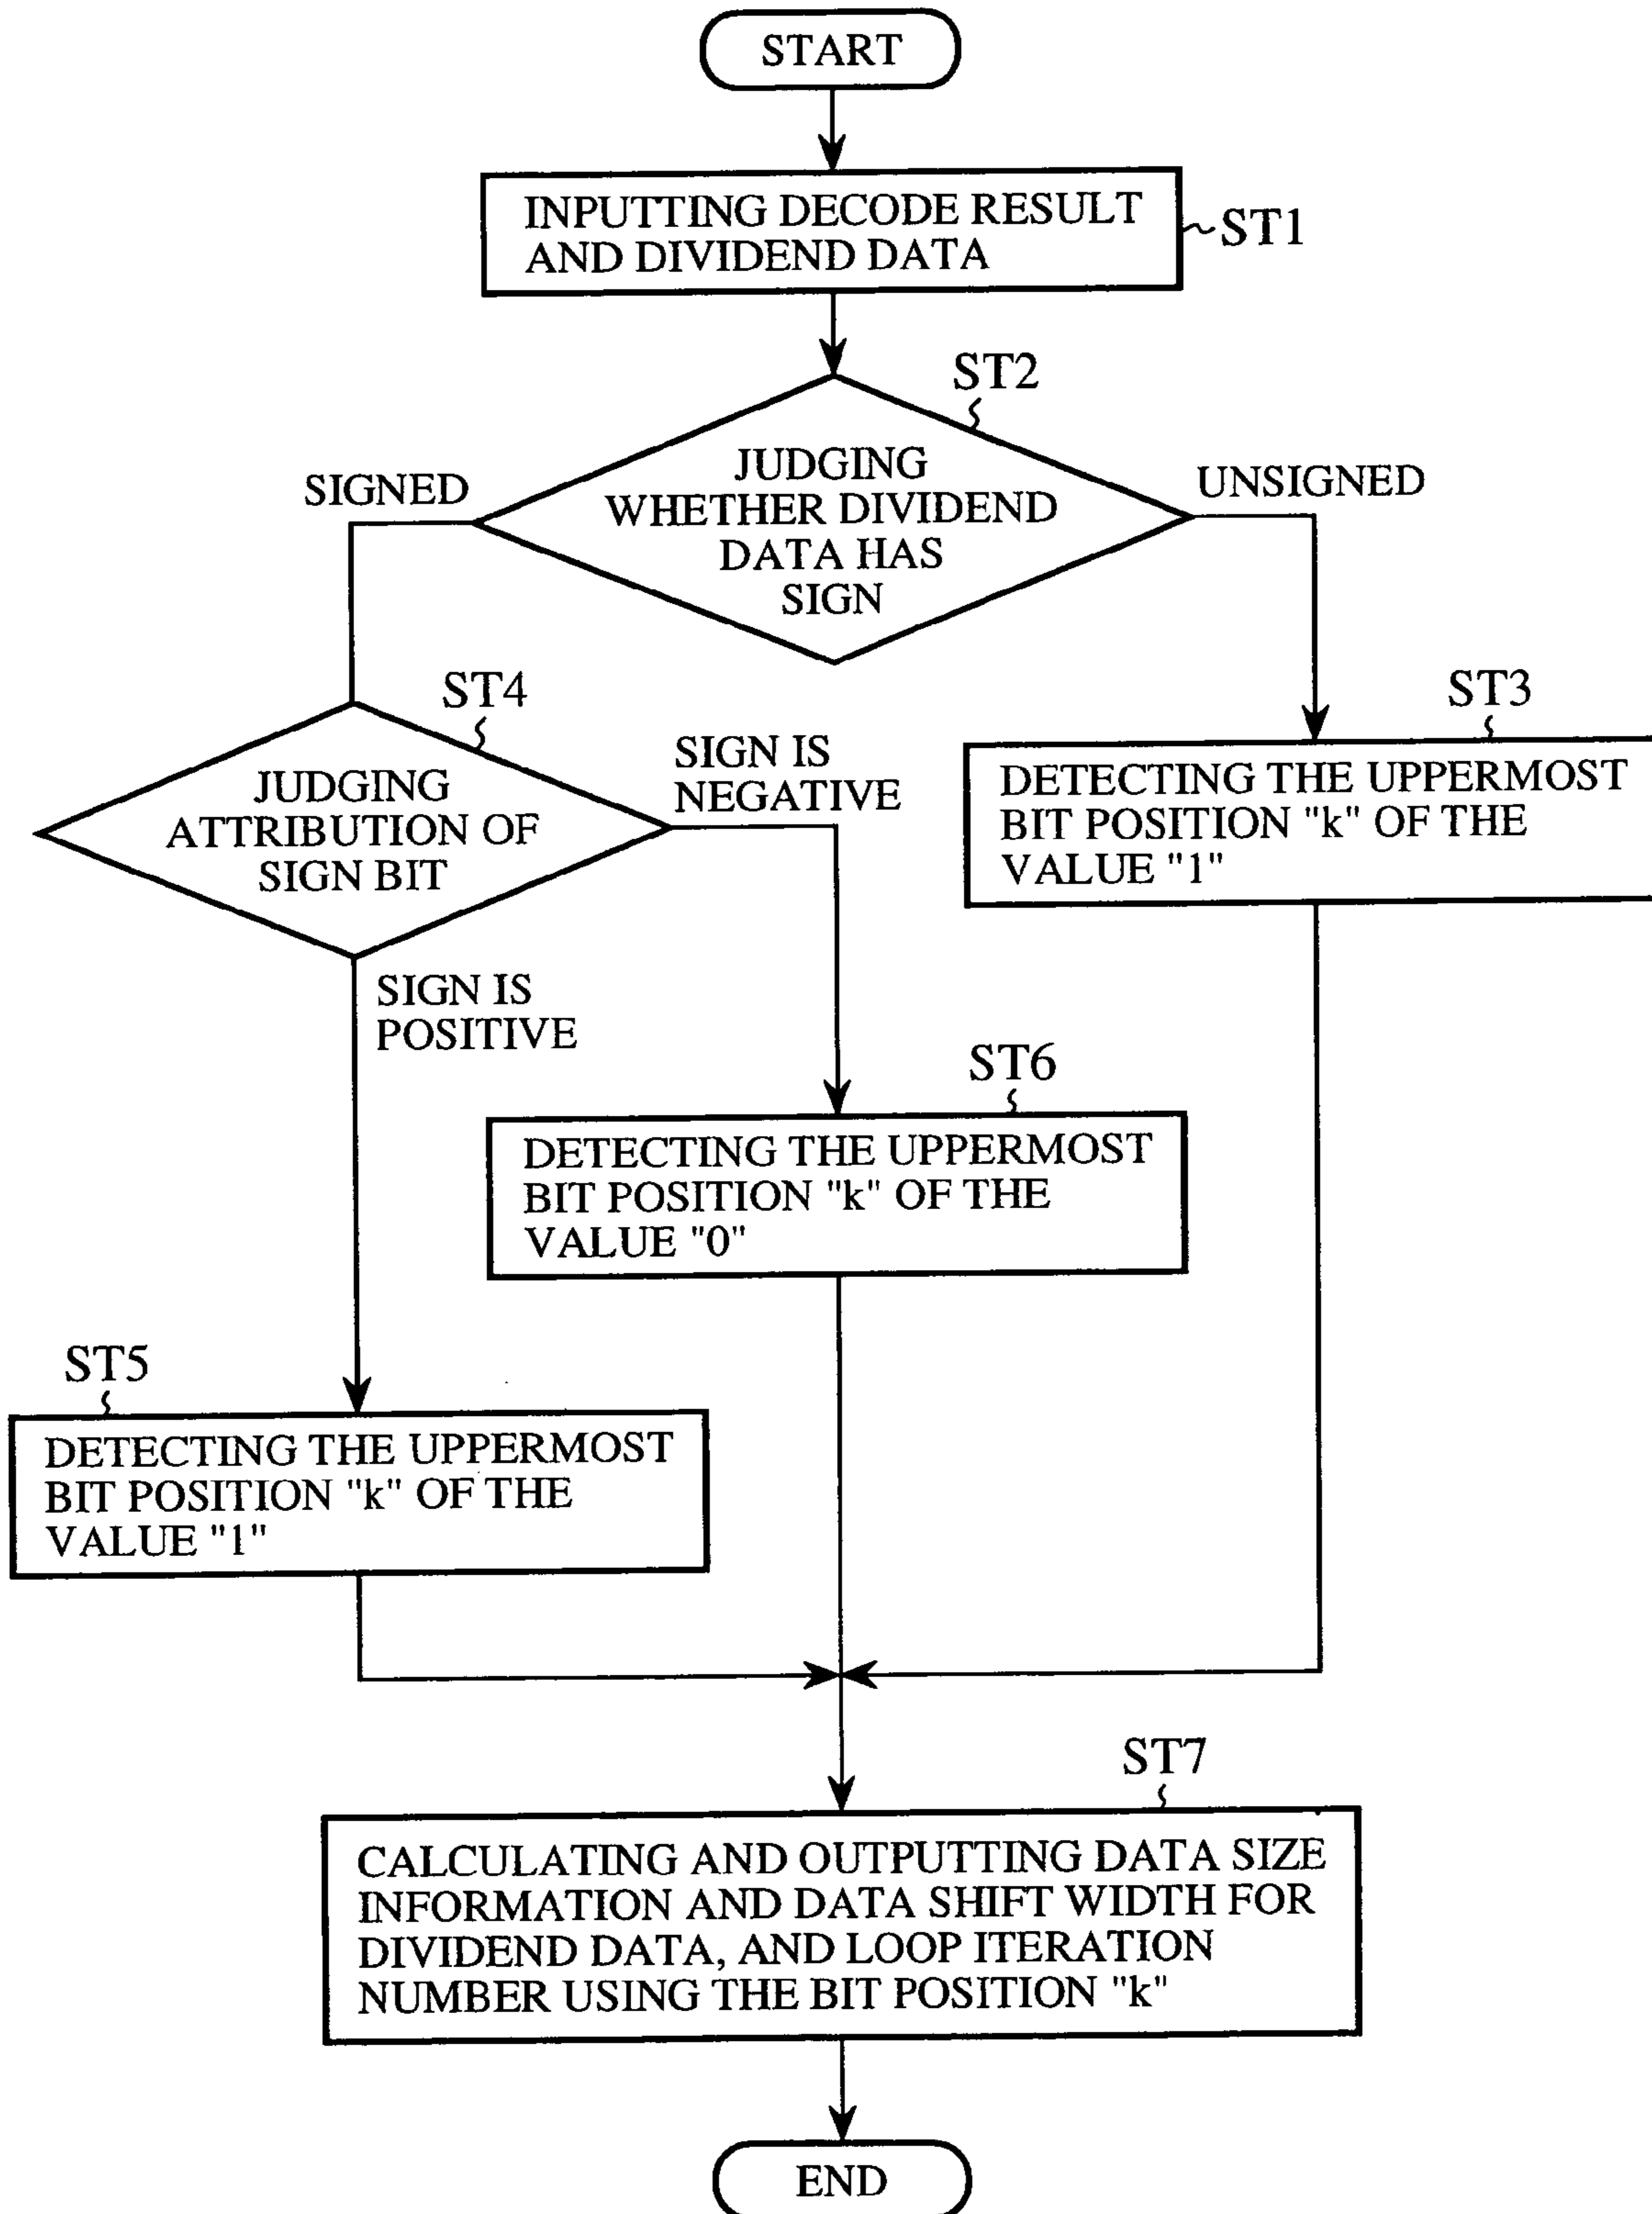 START
INPUTTING DECODE RESULT
AND DIVIDEND DATA
ST1
ST2
JUDGING
WHETHER DIVIDEND
DATA HAS
SIGN
SIGNED
UNSIGNED
ST4
JUDGING
ATTRIBUTION OF
SIGN BIT
SIGN IS
NEGATIVE
ST3
DETECTING THE UPPERMOST
BIT POSITION "k" OF THE
VALUE "1"
SIGN IS
POSITIVE
ST6
DETECTING THE UPPERMOST
BIT POSITION "k" OF THE
VALUE "0"
ST5
DETECTING THE UPPERMOST
BIT POSITION "k" OF THE
VALUE "1"
ST7
CALCULATING AND OUTPUTTING DATA SIZE
INFORMATION AND DATA SHIFT WIDTH FOR
DIVIDEND DATA, AND LOOP ITERATION
NUMBER USING THE BIT POSITION "k"
END